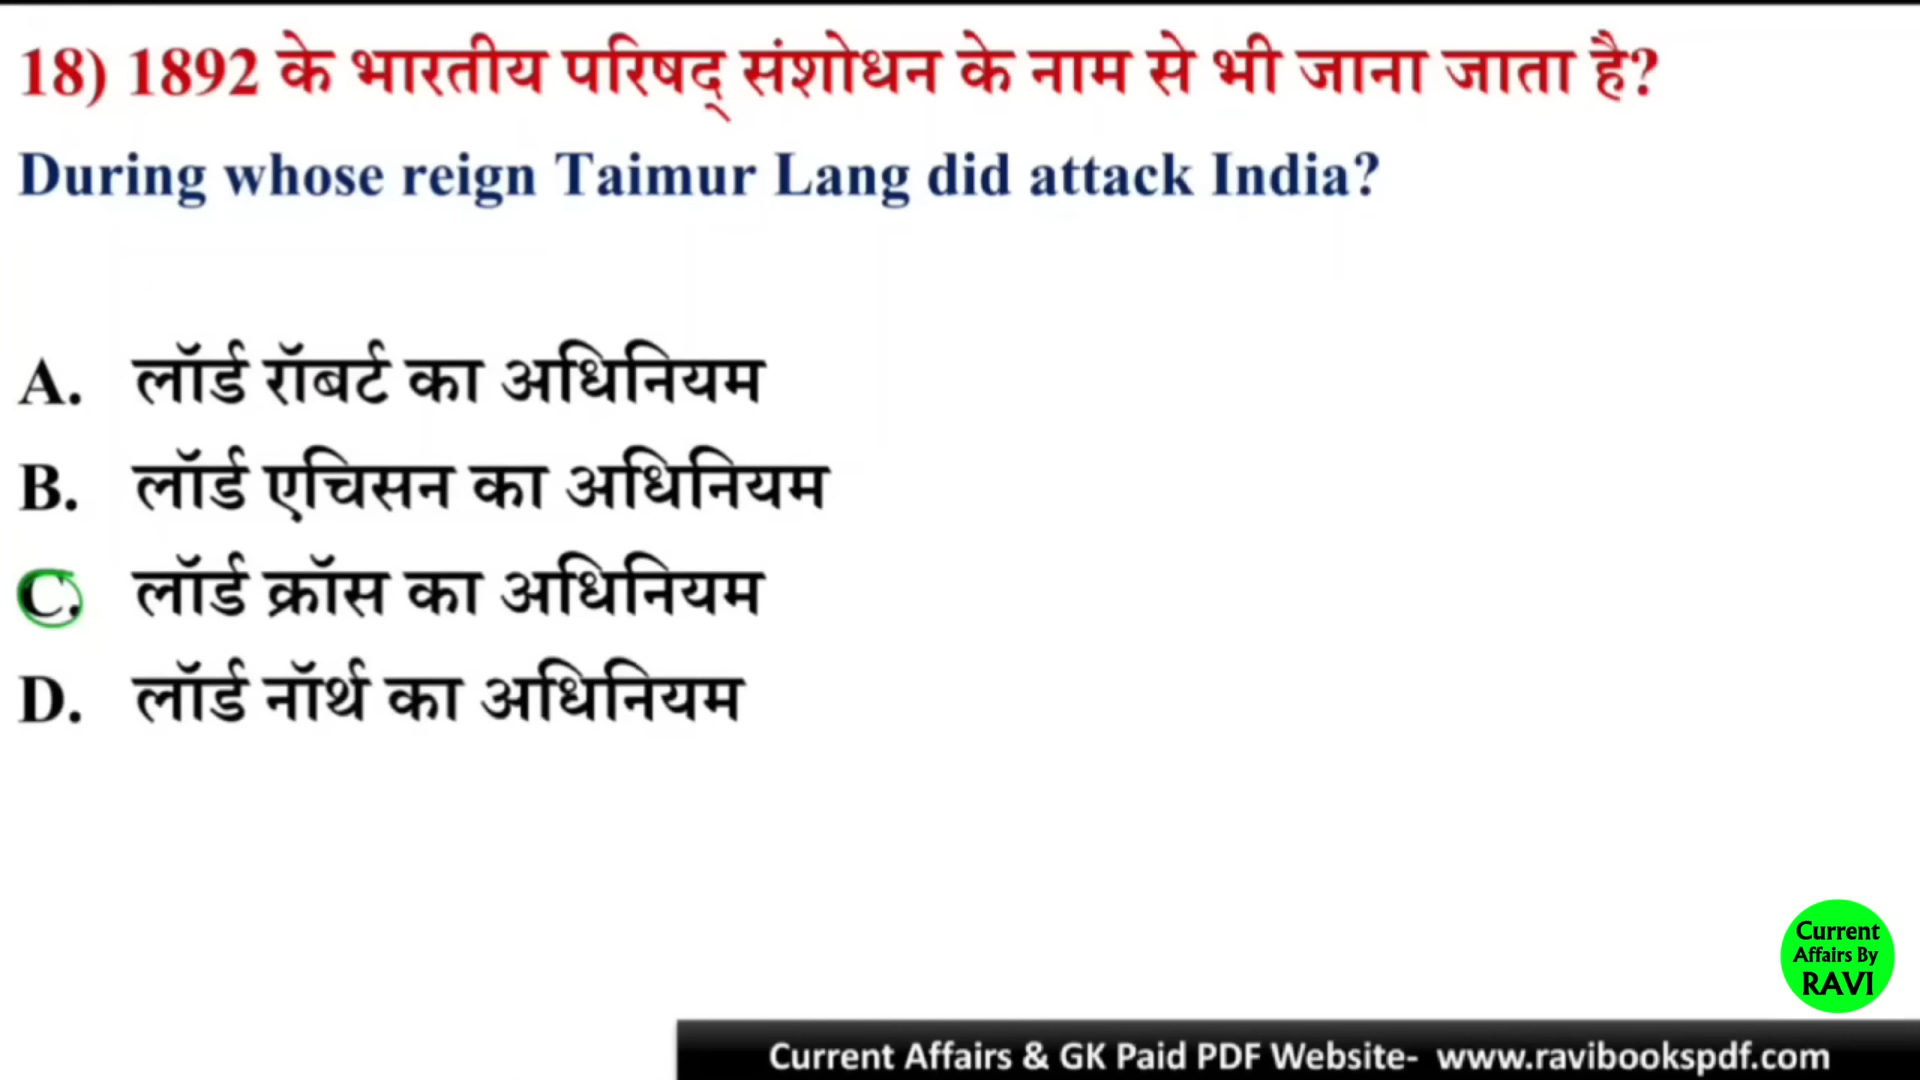 18) 1892 के भारतीय परिषद् संशोधन के नाम से भी जाना जाता है?
During whose reign Taimur Lang did attack India?
A. लॉर्ड रॉबर्ट का अधिनियम
B. लॉर्ड एचिसन का अधिनियम
C. लॉर्ड क्रॉस का अधिनियम
D. लॉर्ड नॉर्थ का अधिनियम
Current
Affairs By
RAVI
Current Affairs & GK Paid PDF Website- www.ravibookspdf.com